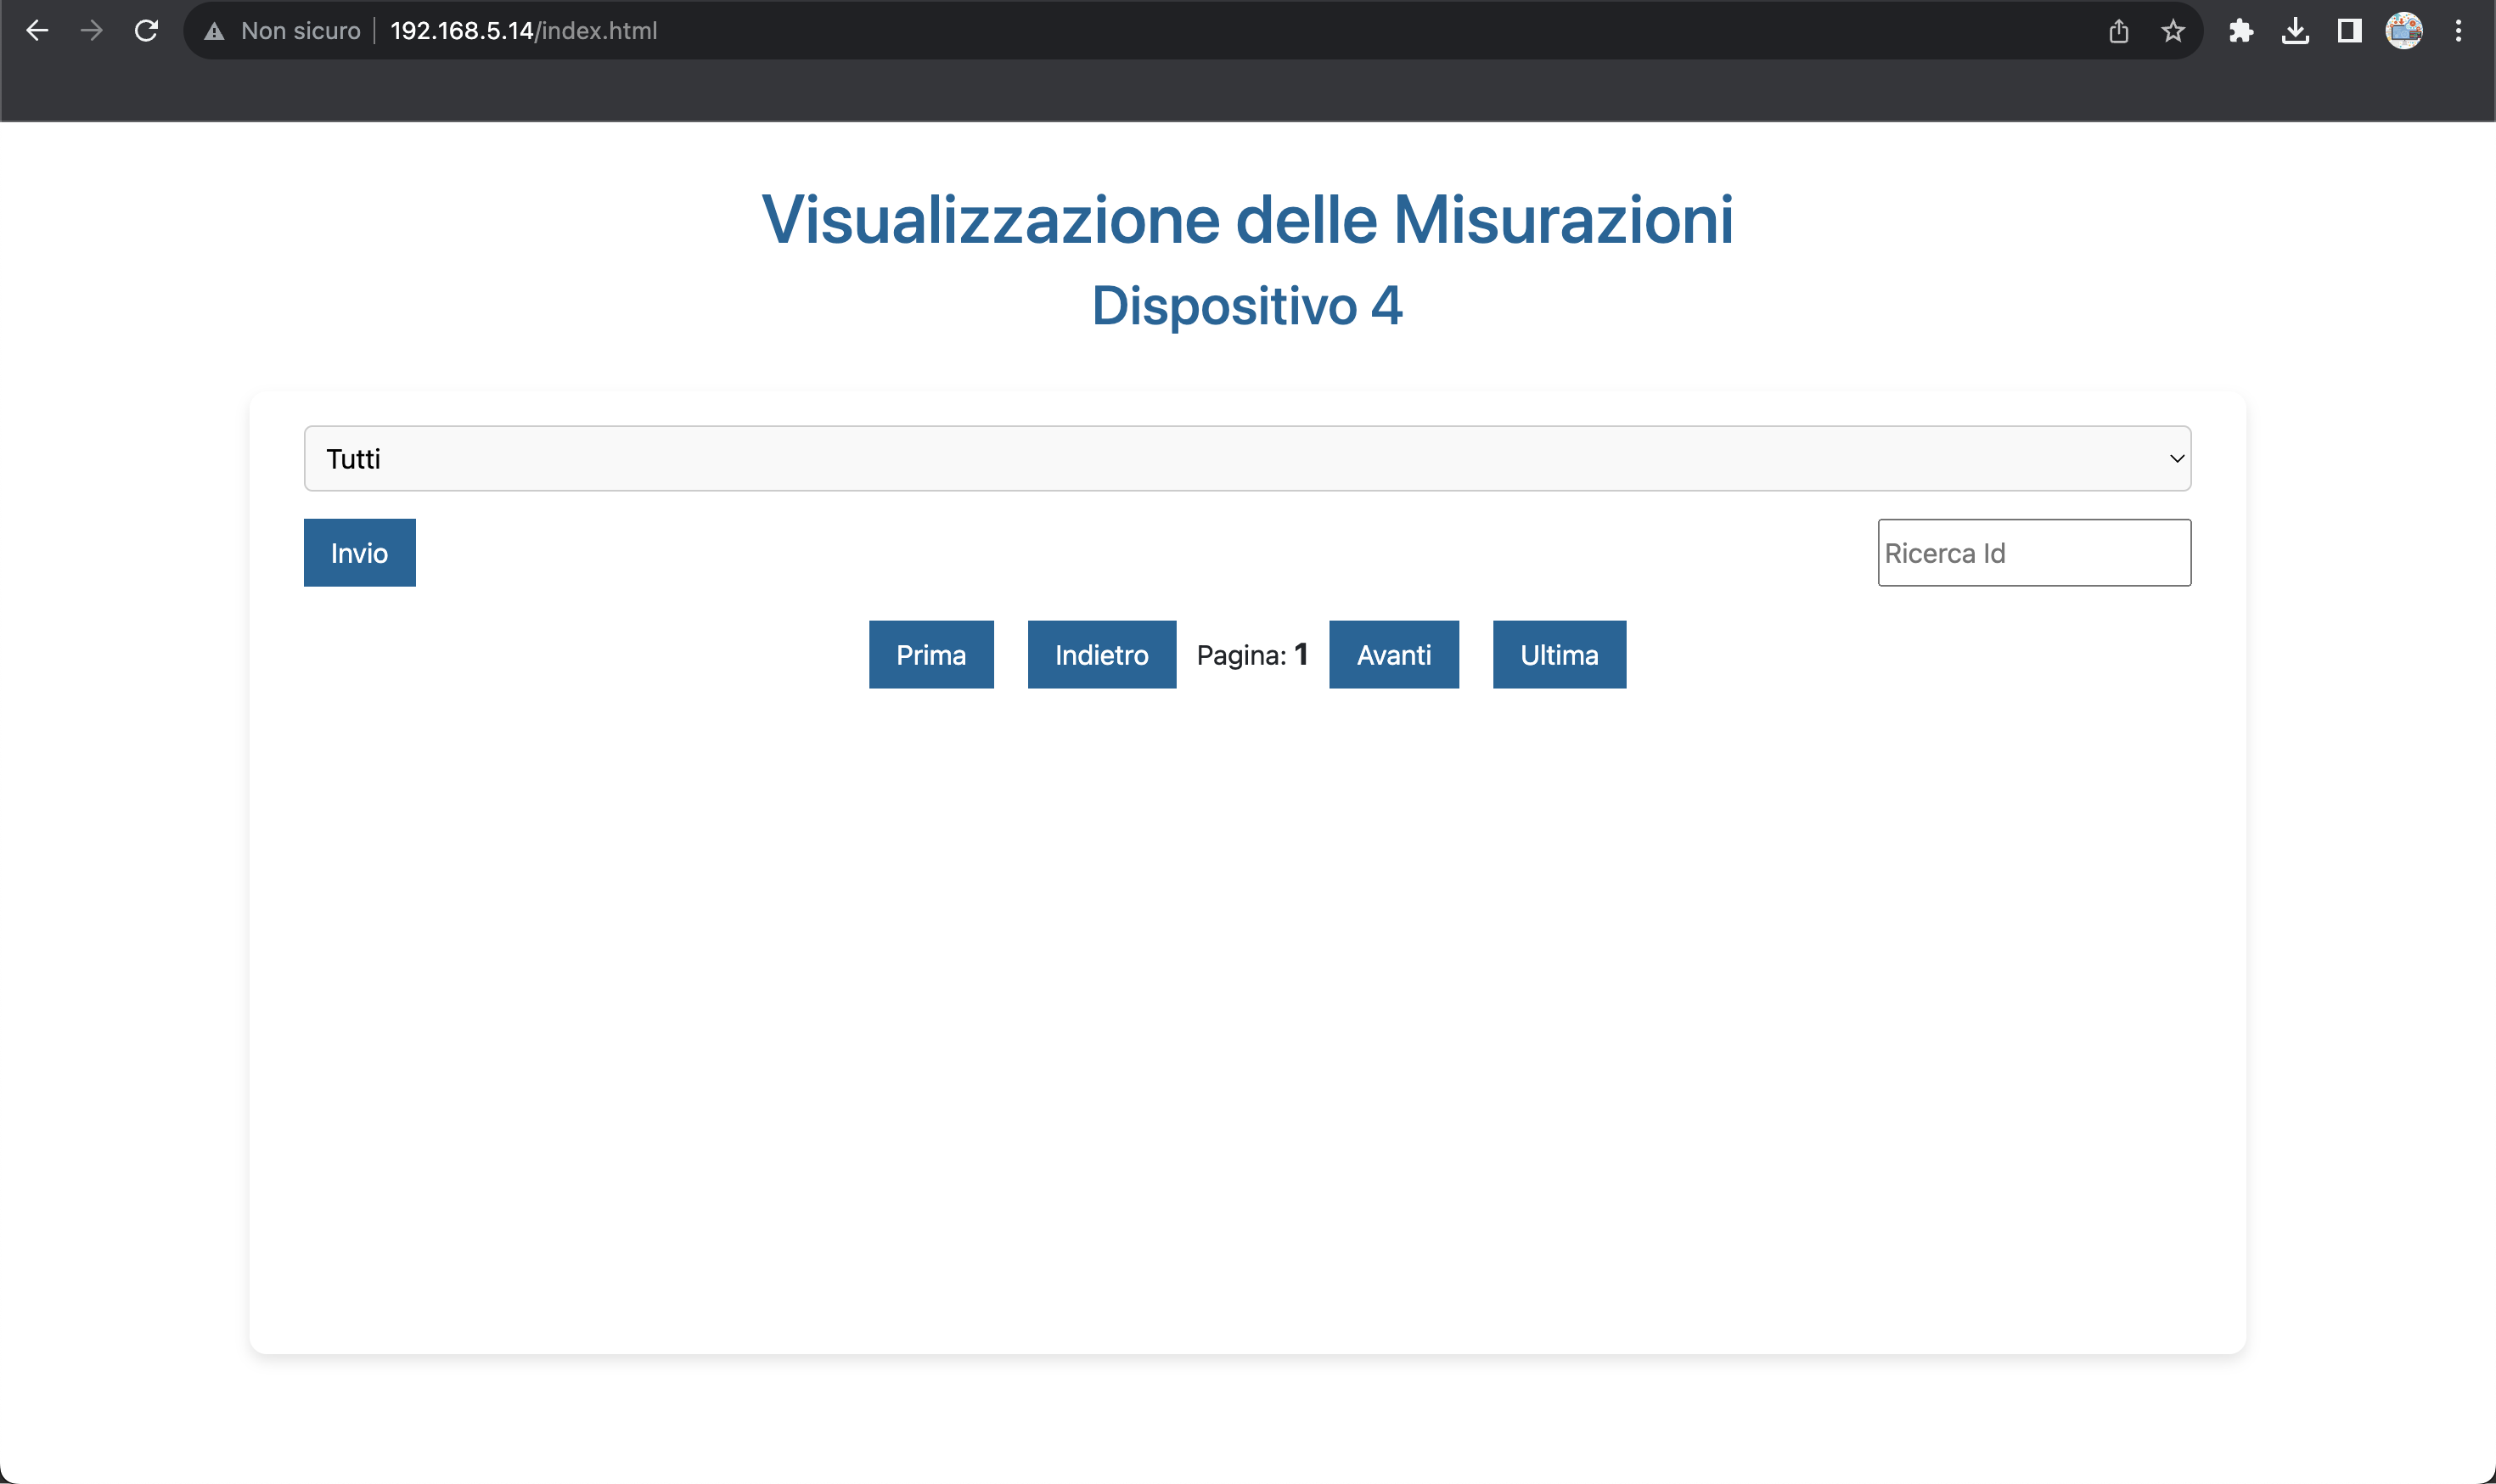 Non sicuro 192.168.5.14/index.html
Visualizzazione delle Misurazioni
Dispositivo 4
Tutti
Invio Ricerca Id
Prima Indietro Pagina: 1 Avanti Ultima